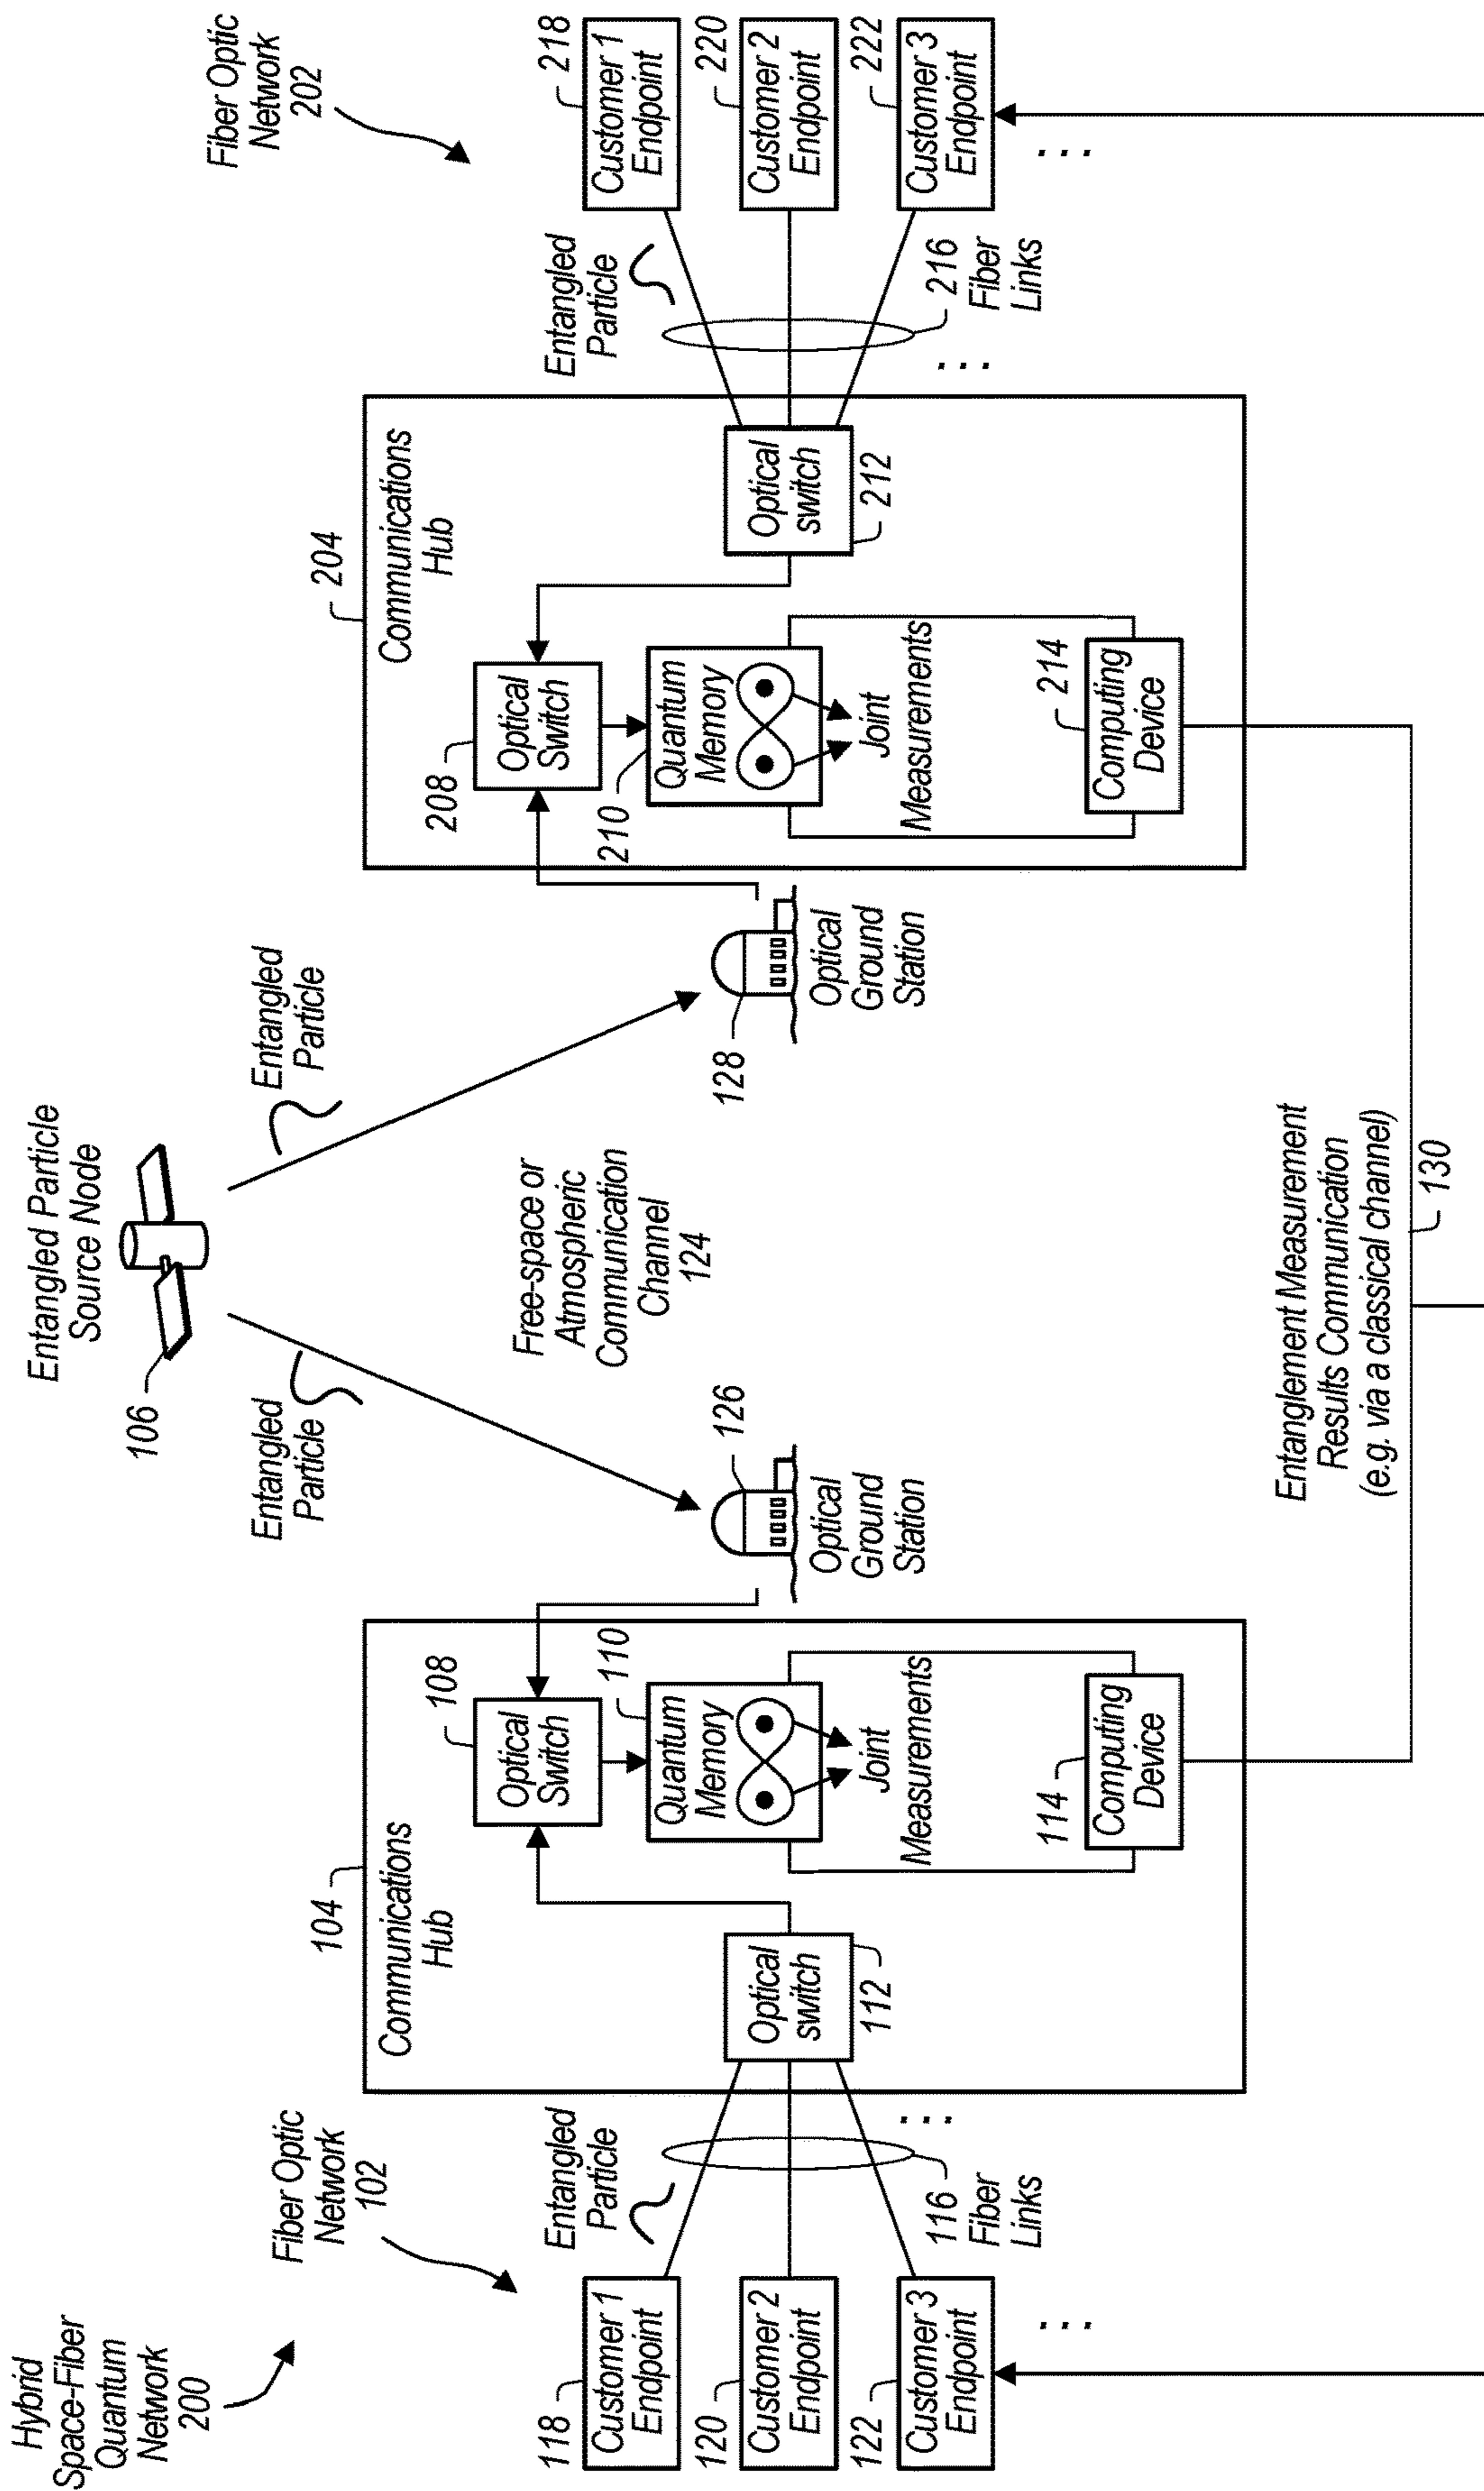 Hybrid
Space-Fiber
Quantum
Network
200
Fiber Optic
Network
102
Entangled Particle
Source Node
106
Fiber Optic
Network
202
Entangled
Particle
Entangled
Particle
Free-space or
Atmospheric
Communication
Channel
124
104
Communications
Hub
108
Optical
Switch
110
Quantum
Memory
Joint
Measurements
114
Computing
Device
Optical
switch
112
Entangled
Particle
116
Fiber
Links
...
118
Customer 1
Endpoint
120
Customer 2
Endpoint
122
Customer 3
Endpoint
...
126
Optical
Ground
Station
128
Optical
Ground
Station
204
Communications
Hub
208
Optical
Switch
210
Quantum
Memory
Joint
Measurements
214
Computing
Device
Optical
switch
212
Entangled
Particle
216
Fiber
Links
...
218
Customer 1
Endpoint
220
Customer 2
Endpoint
222
Customer 3
Endpoint
...
Entanglement Measurement
Results Communication
(e.g. via a classical channel)
130